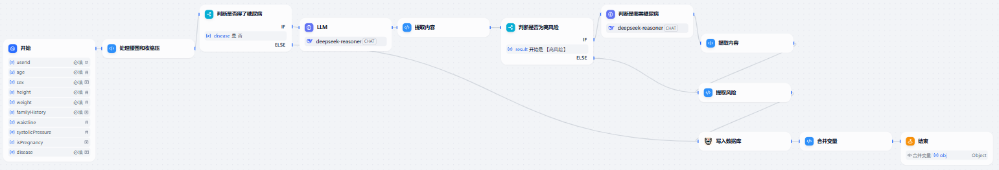 开始
{x} userId 必填 #
{x} age 必填 #
{x} sex 必填
{x} height 必填 #
{x} weight 必填 #
{x} familyHistory 必填
{x} waistline #
{x} systolicPressure #
{x} isPregnancy
{x} disease 必填
处理腰围和收缩压
判断是否得了糖尿病
IF
{x} disease 是 否
ELSE
LLM
deepseek-reasoner CHAT
提取内容
判断是否为高风险
IF
{x} result 开始是 【高风险】
ELSE
判断是哪类糖尿病
deepseek-reasoner CHAT
提取内容
提取风险
写入数据库
合并变量
结束
合并变量/ {x} obj Object